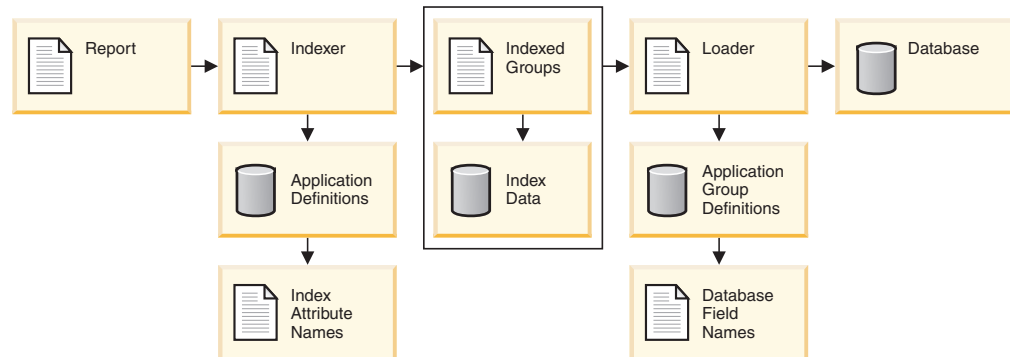 Report
Indexer
Indexed
Groups
Loader
Database
Application
Definitions
Index
Data
Application
Group
Definitions
Index
Attribute
Names
Database
Field
Names